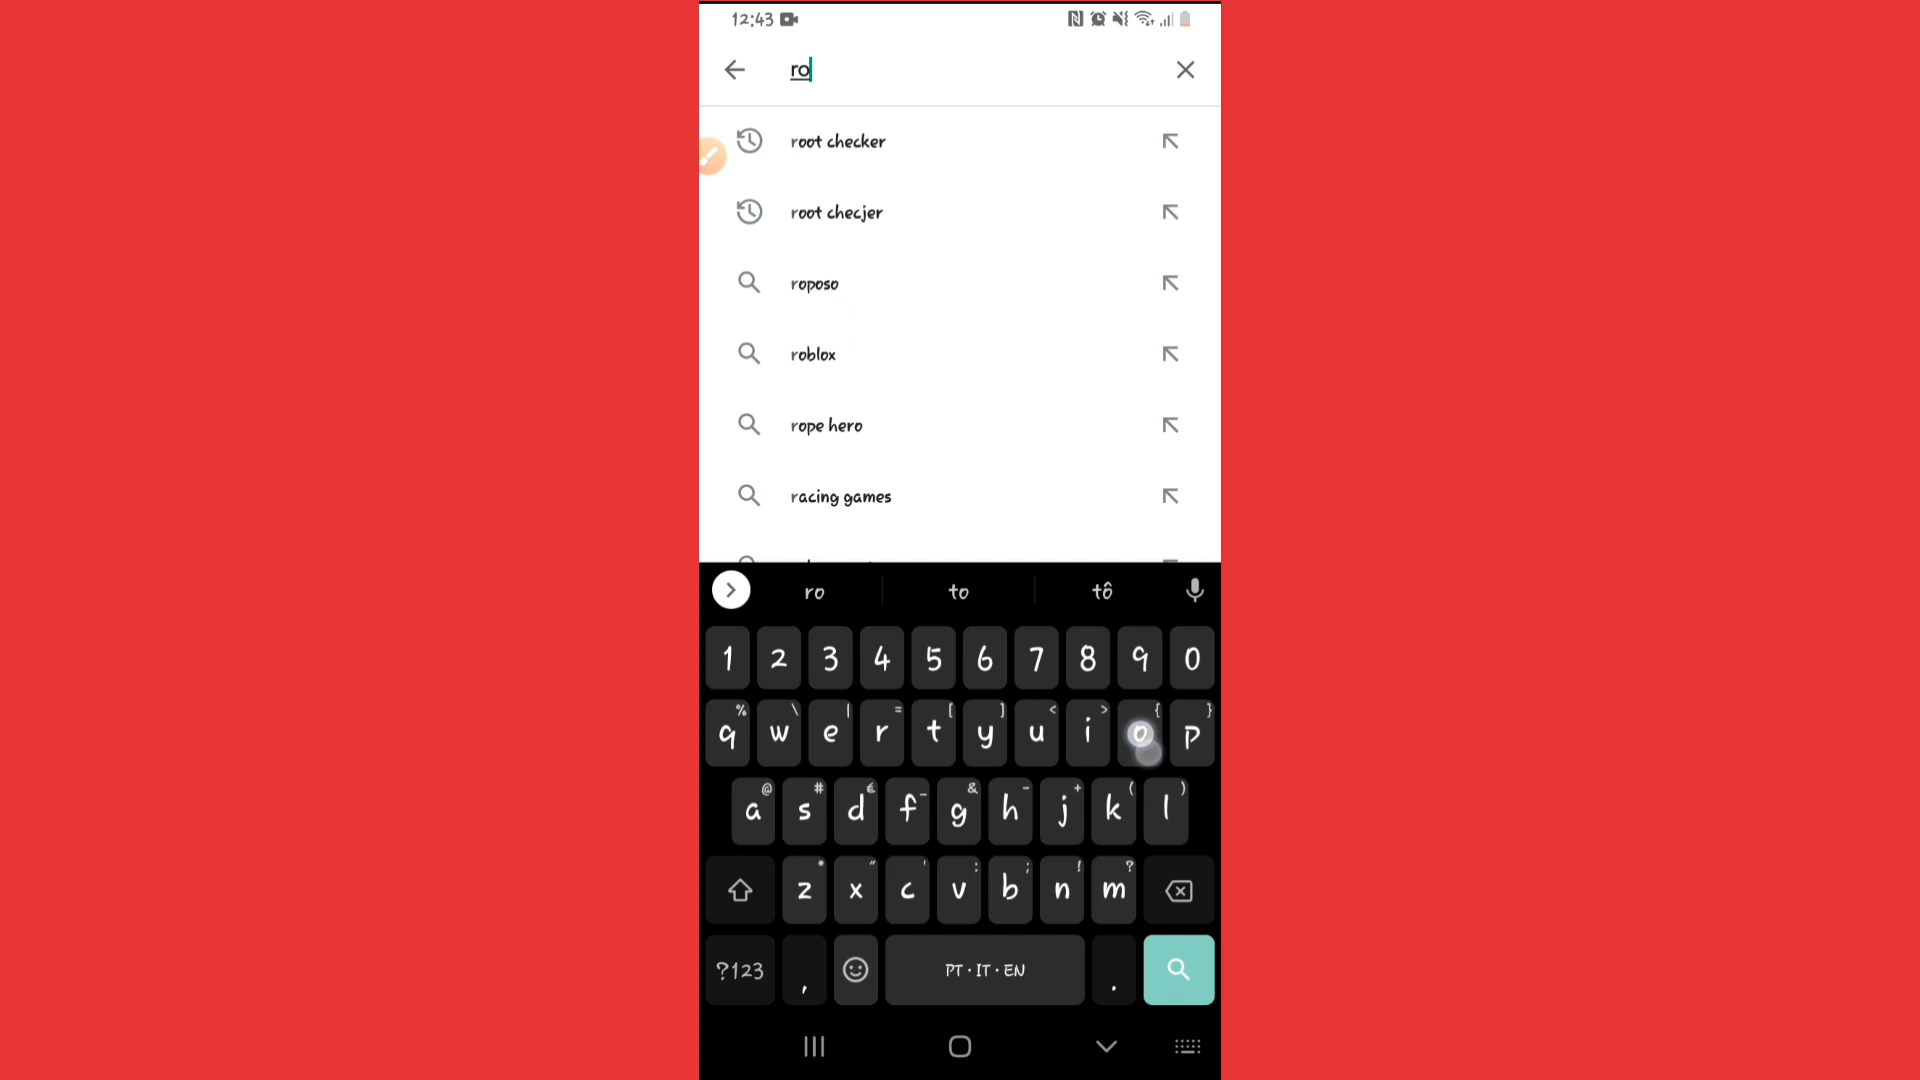 12:43
ro
root checker
root checjer
roposo
roblox
rope hero
racing games
ro to tô
1 2 3 4 5 6 7 8 9 0
% \ | = [ ] < > { }
q w e r t y u i o p
@ # € _ & - + ( )
a s d f g h j k l
* " ' : ; ! ?
z x c v b n m
?123 , PT • IT • EN .